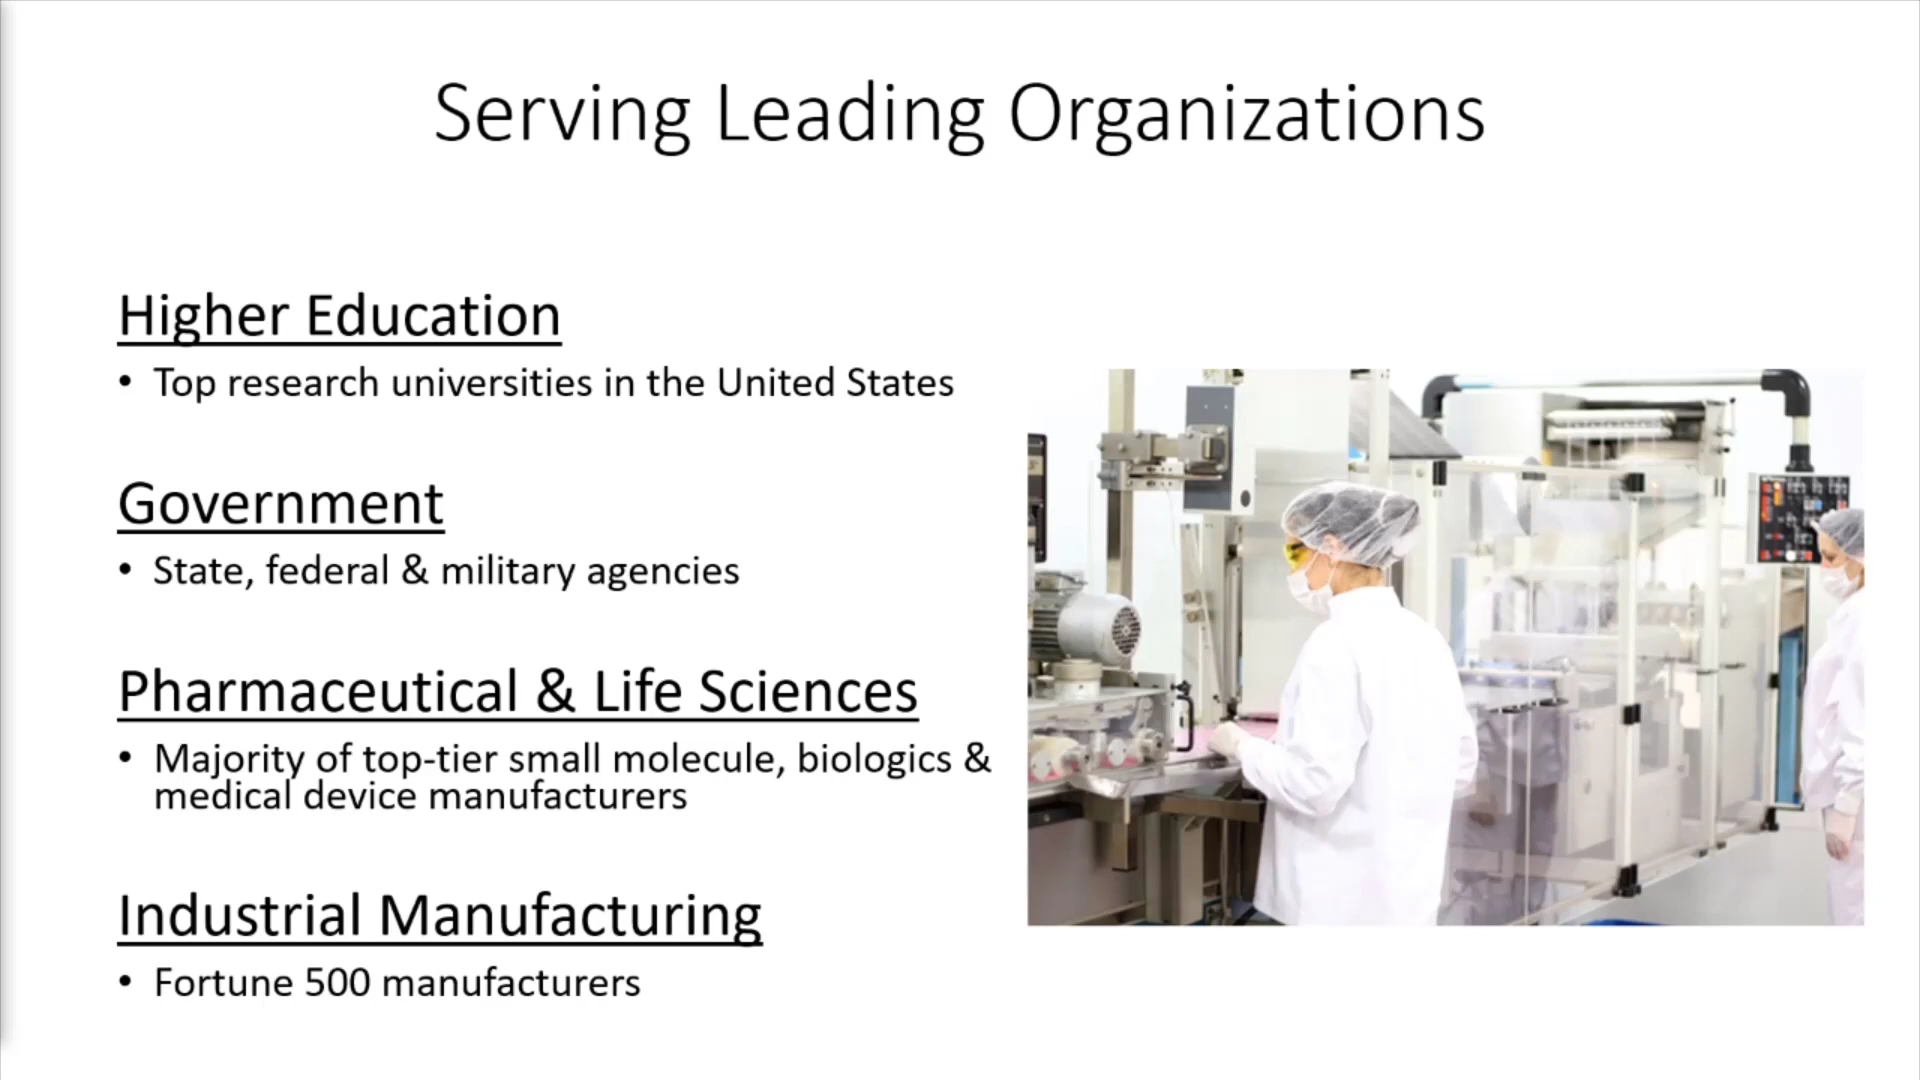 Serving Leading Organizations
Higher Education
• Top research universities in the United States
Government
• State, federal & military agencies
Pharmaceutical & Life Sciences
• Majority of top-tier small molecule, biologics &
medical device manufacturers
Industrial Manufacturing
• Fortune 500 manufacturers